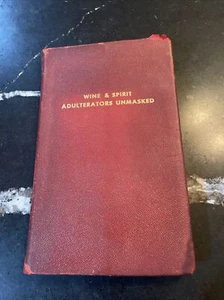 WINE & SPIRIT
ADULTERATORS UNMASKED